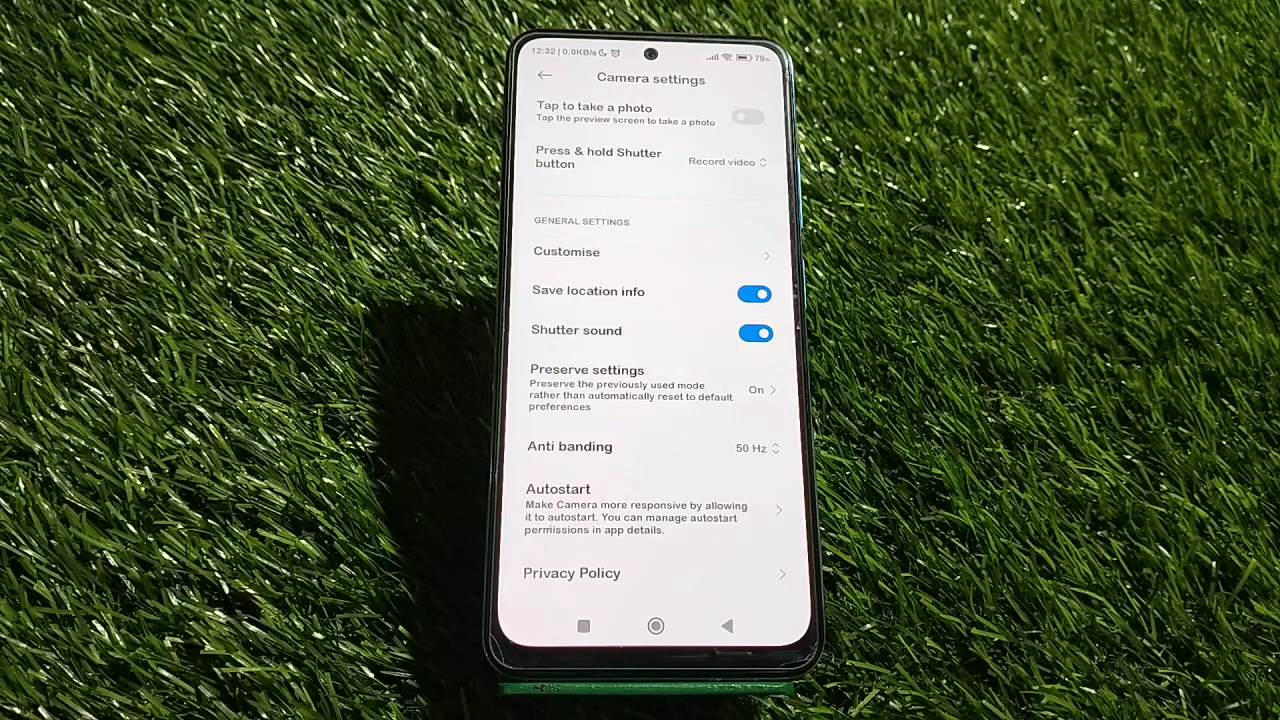 12:32 | 0.0KB/s
79%
Camera settings
Tap to take a photo
Tap the preview screen to take a photo
Press & hold Shutter
button
Record video
GENERAL SETTINGS
Customise
Save location info
Shutter sound
Preserve settings
Preserve the previously used mode
rather than automatically reset to default
preferences
On
Anti banding
50 Hz
Autostart
Make Camera more responsive by allowing
it to autostart. You can manage autostart
permissions in app details.
Privacy Policy